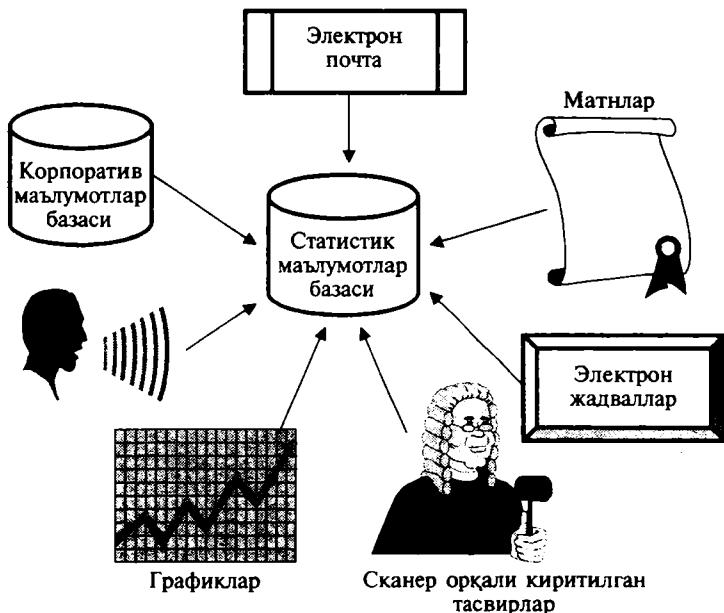 Электрон
почта
Матнлар
Корпоратив
маълумотлар
базаси
Статистик
маълумотлар
базаси
Электрон
жадваллар
Графиклар
Сканер орқали киритилган
тасвирлар